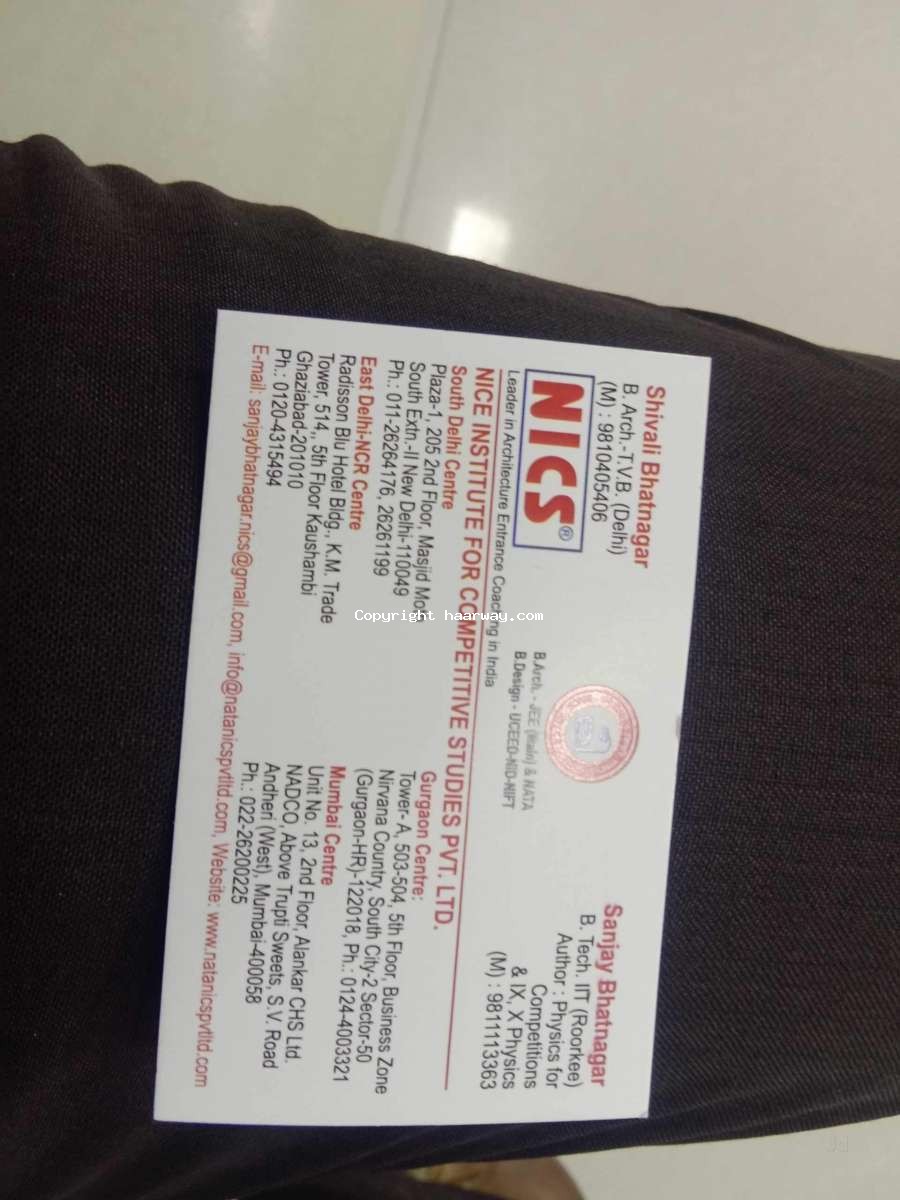 Shivali Bhatnagar
B. Arch.-T.V.B. (Delhi)
(M) : 9810405406
Sanjay Bhatnagar
B. Tech. IIT (Roorkee)
Author : Physics for
Competitions
& IX, X Physics
(M) : 9811113363
NICS®
B.Arch. - JEE (Main) & NATA
B.Design - UCEED-NID-NIFT
Leader in Architecture Entrance Coaching in India
NICE INSTITUTE FOR COMPETITIVE STUDIES PVT. LTD.
South Delhi Centre
Plaza-1, 205 2nd Floor, Masjid Moth
South Extn.-II New Delhi-110049
Ph.: 011-26264176, 26261199
East Delhi-NCR Centre
Radisson Blu Hotel Bldg., K.M. Trade
Tower, 514,, 5th Floor Kaushambi
Ghaziabad-201010
Ph.: 0120-4315494
Gurgaon Centre:
Tower- A, 503-504, 5th Floor, Business Zone
Nirvana Country, South City-2 Sector-50
(Gurgaon-HR)-122018, Ph.: 0124-4003321
Mumbai Centre
Unit No. 13, 2nd Floor, Alankar CHS Ltd.
NADCO, Above Trupti Sweets, S.V. Road
Andheri (West), Mumbai-400058
Ph.: 022-26200225
E-mail: sanjaybhatnagar.nics@gmail.com, info@natanicspvtltd.com, Website: www.natanicspvtltd.com
Copyright haarway.com
Jd